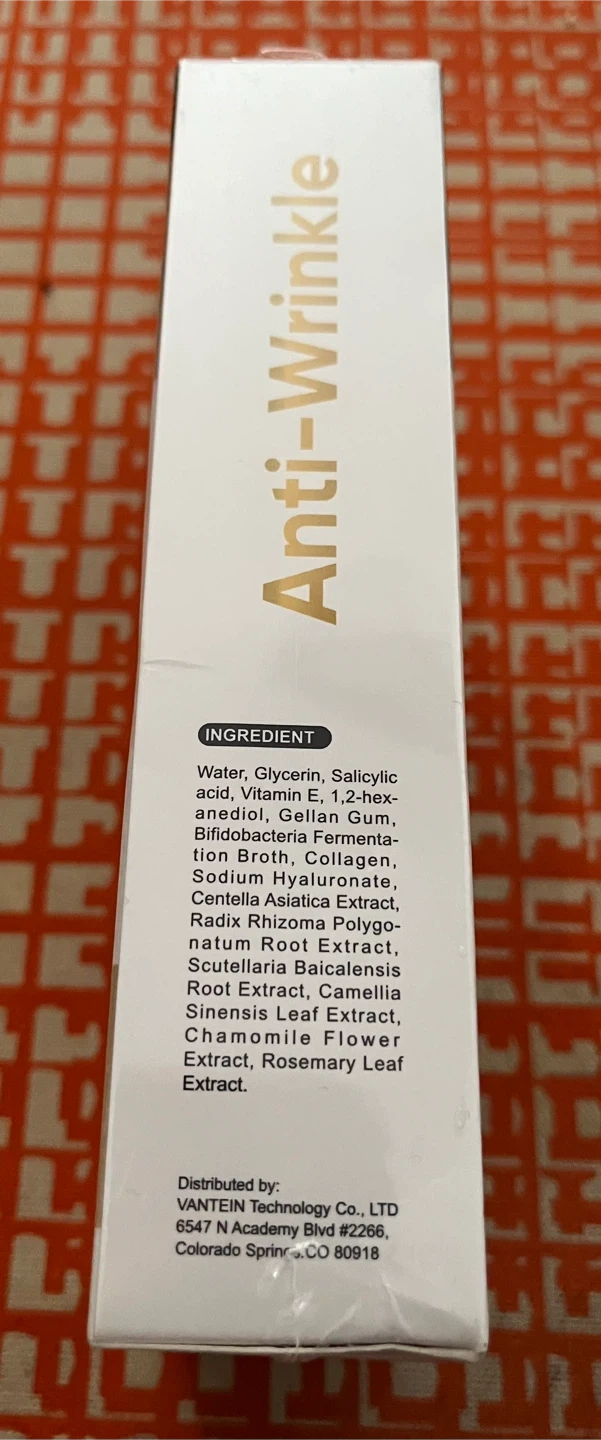 Anti-Wrinkle
INGREDIENT
Water, Glycerin, Salicylic
acid, Vitamin E, 1,2-hex-
anediol, Gellan Gum,
Bifidobacteria Fermenta-
tion Broth, Collagen,
Sodium Hyaluronate,
Centella Asiatica Extract,
Radix Rhizoma Polygo-
natum Root Extract,
Scutellaria Baicalensis
Root Extract, Camellia
Sinensis Leaf Extract,
Chamomile Flower
Extract, Rosemary Leaf
Extract.
Distributed by:
VANTEIN Technology Co., LTD
6547 N Academy Blvd #2266,
Colorado Springs.CO 80918